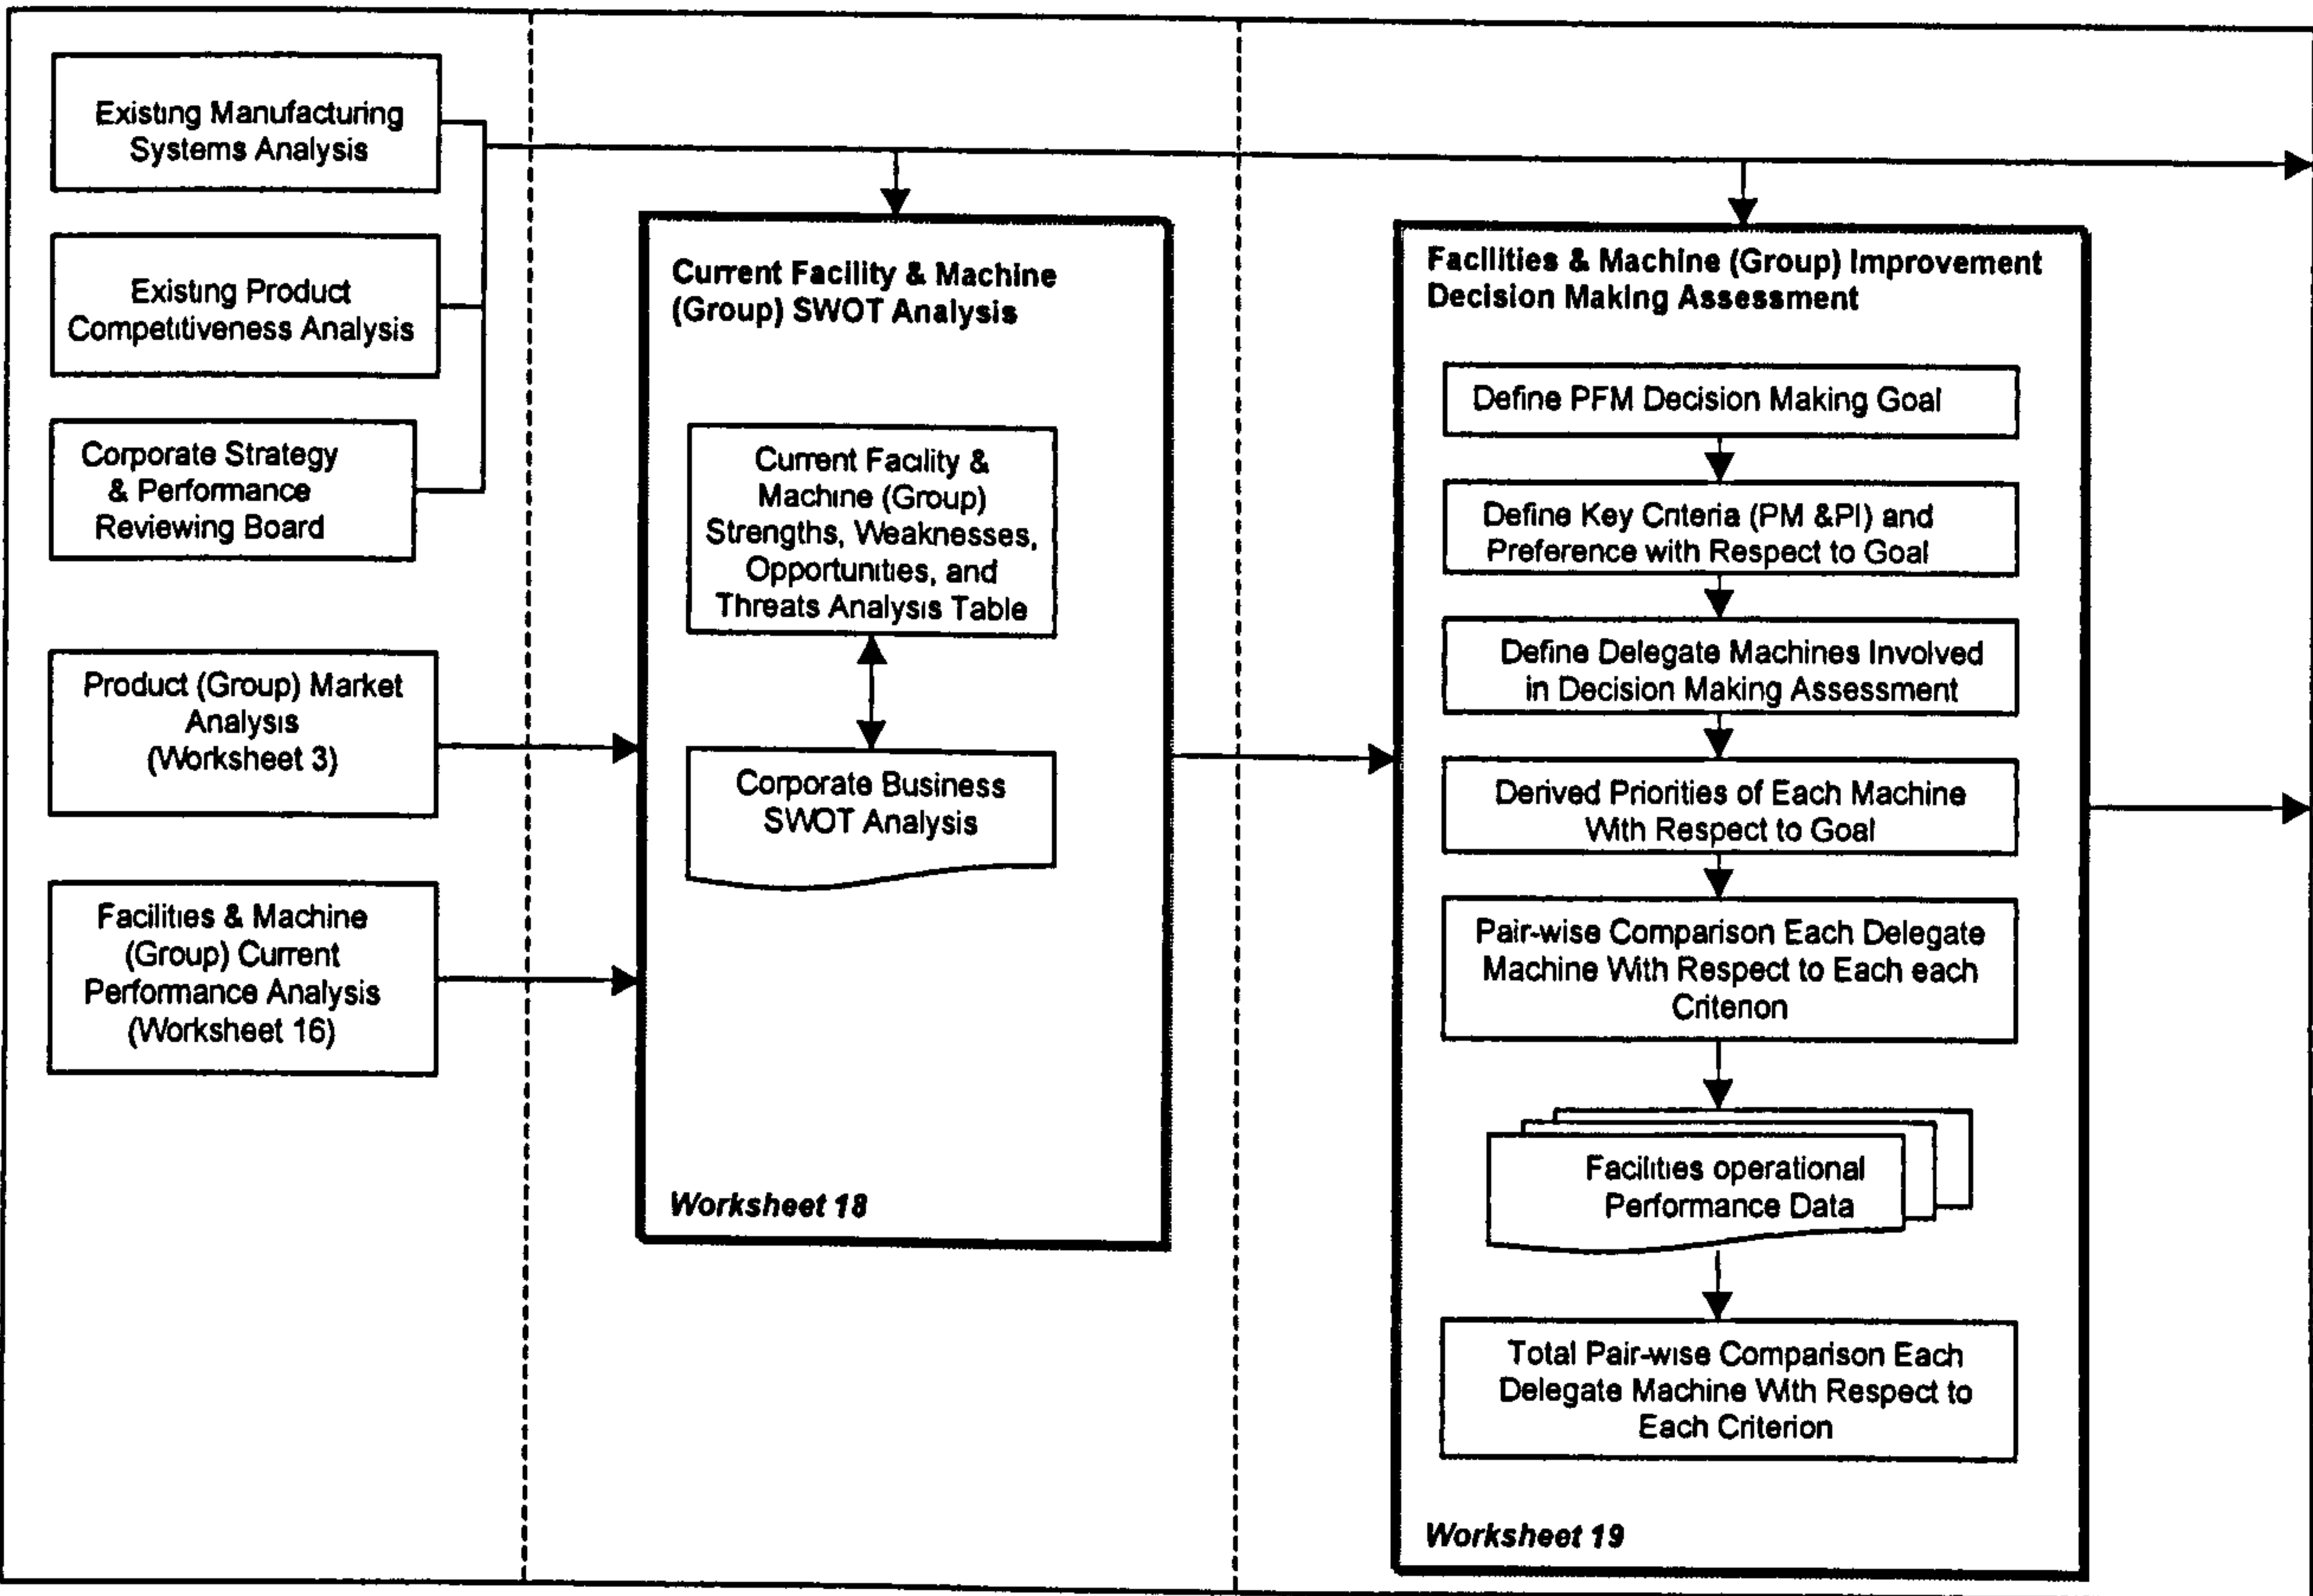 Existing Manufacturing
Systems Analysis
Existing Product
Competitiveness Analysis
Corporate Strategy
& Performance
Reviewing Board
Product (Group) Market
Analysis
(Worksheet 3)
Facilities & Machine
(Group) Current
Performance Analysis
(Worksheet 16)
Current Facility & Machine
(Group) SWOT Analysis
Current Facility &
Machine (Group)
Strengths, Weaknesses,
Opportunities, and
Threats Analysis Table
Corporate Business
SWOT Analysis
Worksheet 18
Facilities & Machine (Group) Improvement
Decision Making Assessment
Define PFM Decision Making Goal
Define Key Criteria (PM &PI) and
Preference with Respect to Goal
Define Delegate Machines Involved
in Decision Making Assessment
Derived Priorities of Each Machine
With Respect to Goal
Pair-wise Comparison Each Delegate
Machine With Respect to Each each
Criterion
Facilities operational
Performance Data
Total Pair-wise Comparison Each
Delegate Machine With Respect to
Each Criterion
Worksheet 19